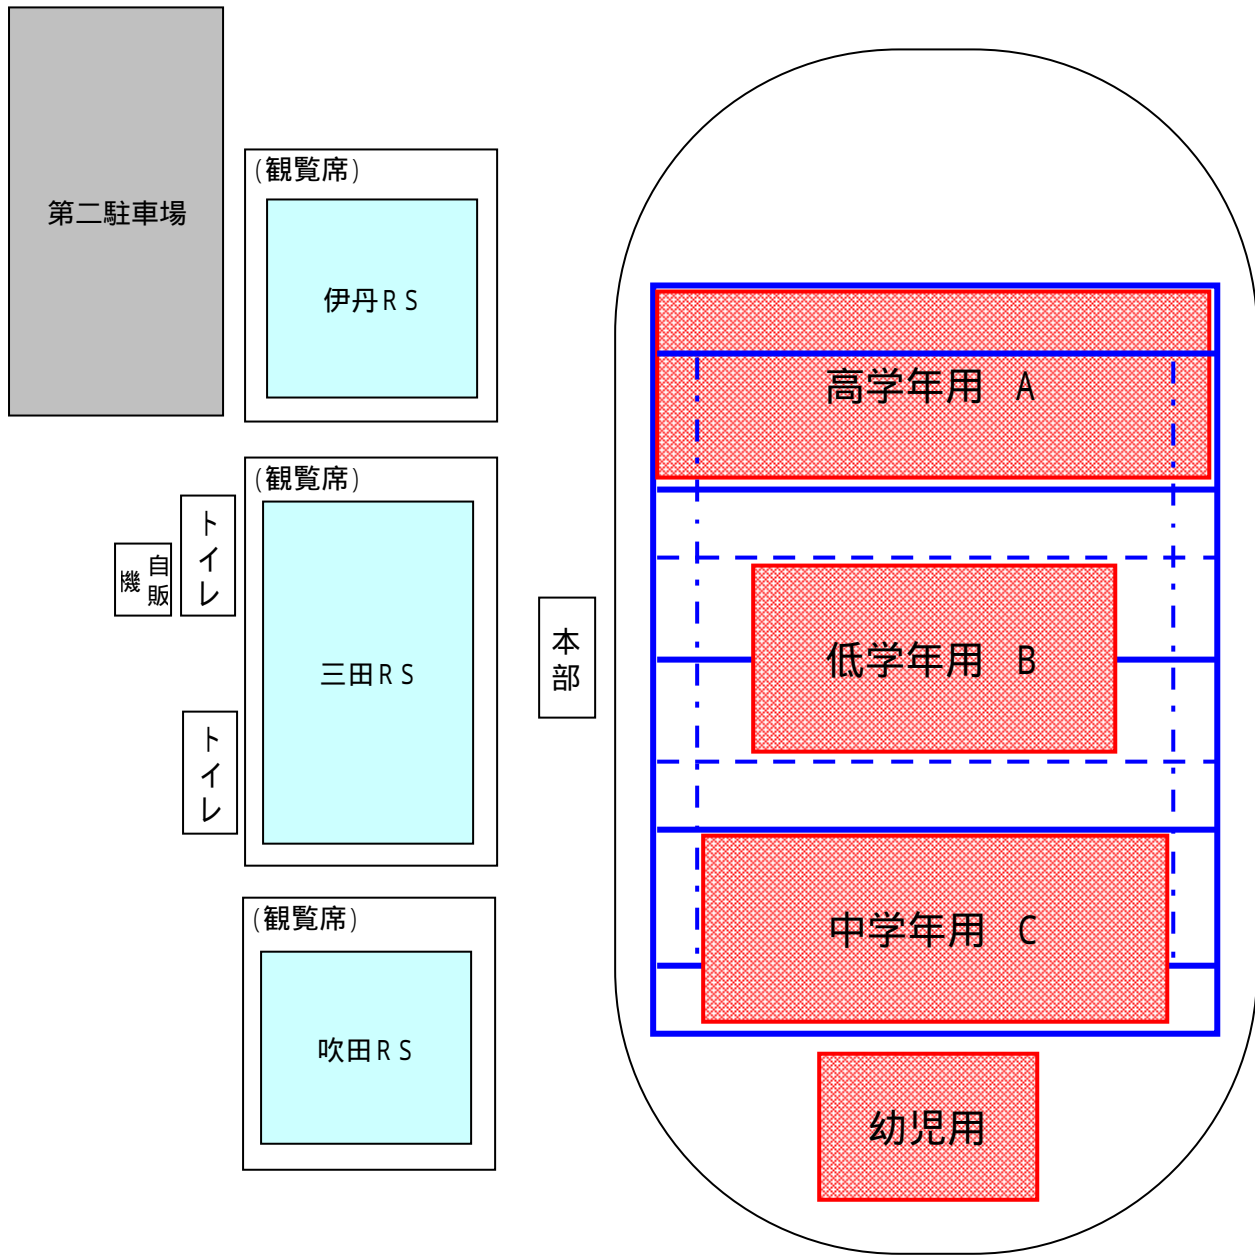 第二駐車場
(観覧席)
伊丹RS
(観覧席)
三田RS
トイレ
自販機
トイレ
(観覧席)
吹田RS
本部
高学年用 A
低学年用 B
中学年用 C
幼児用